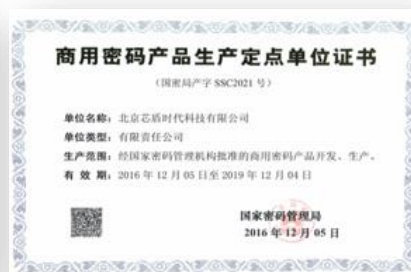 商用密码产品生产定点单位证书
（国密局产字 SSC2021 号）
单位名称：北京芯盾时代科技有限公司
单位类型：有限责任公司
生产范围：经国家密码管理机构批准的商用密码产品开发、生产。
有 效 期：2016 年 12 月 05 日至 2019 年 12 月 04 日
国家密码管理局
2016 年 12 月 05 日